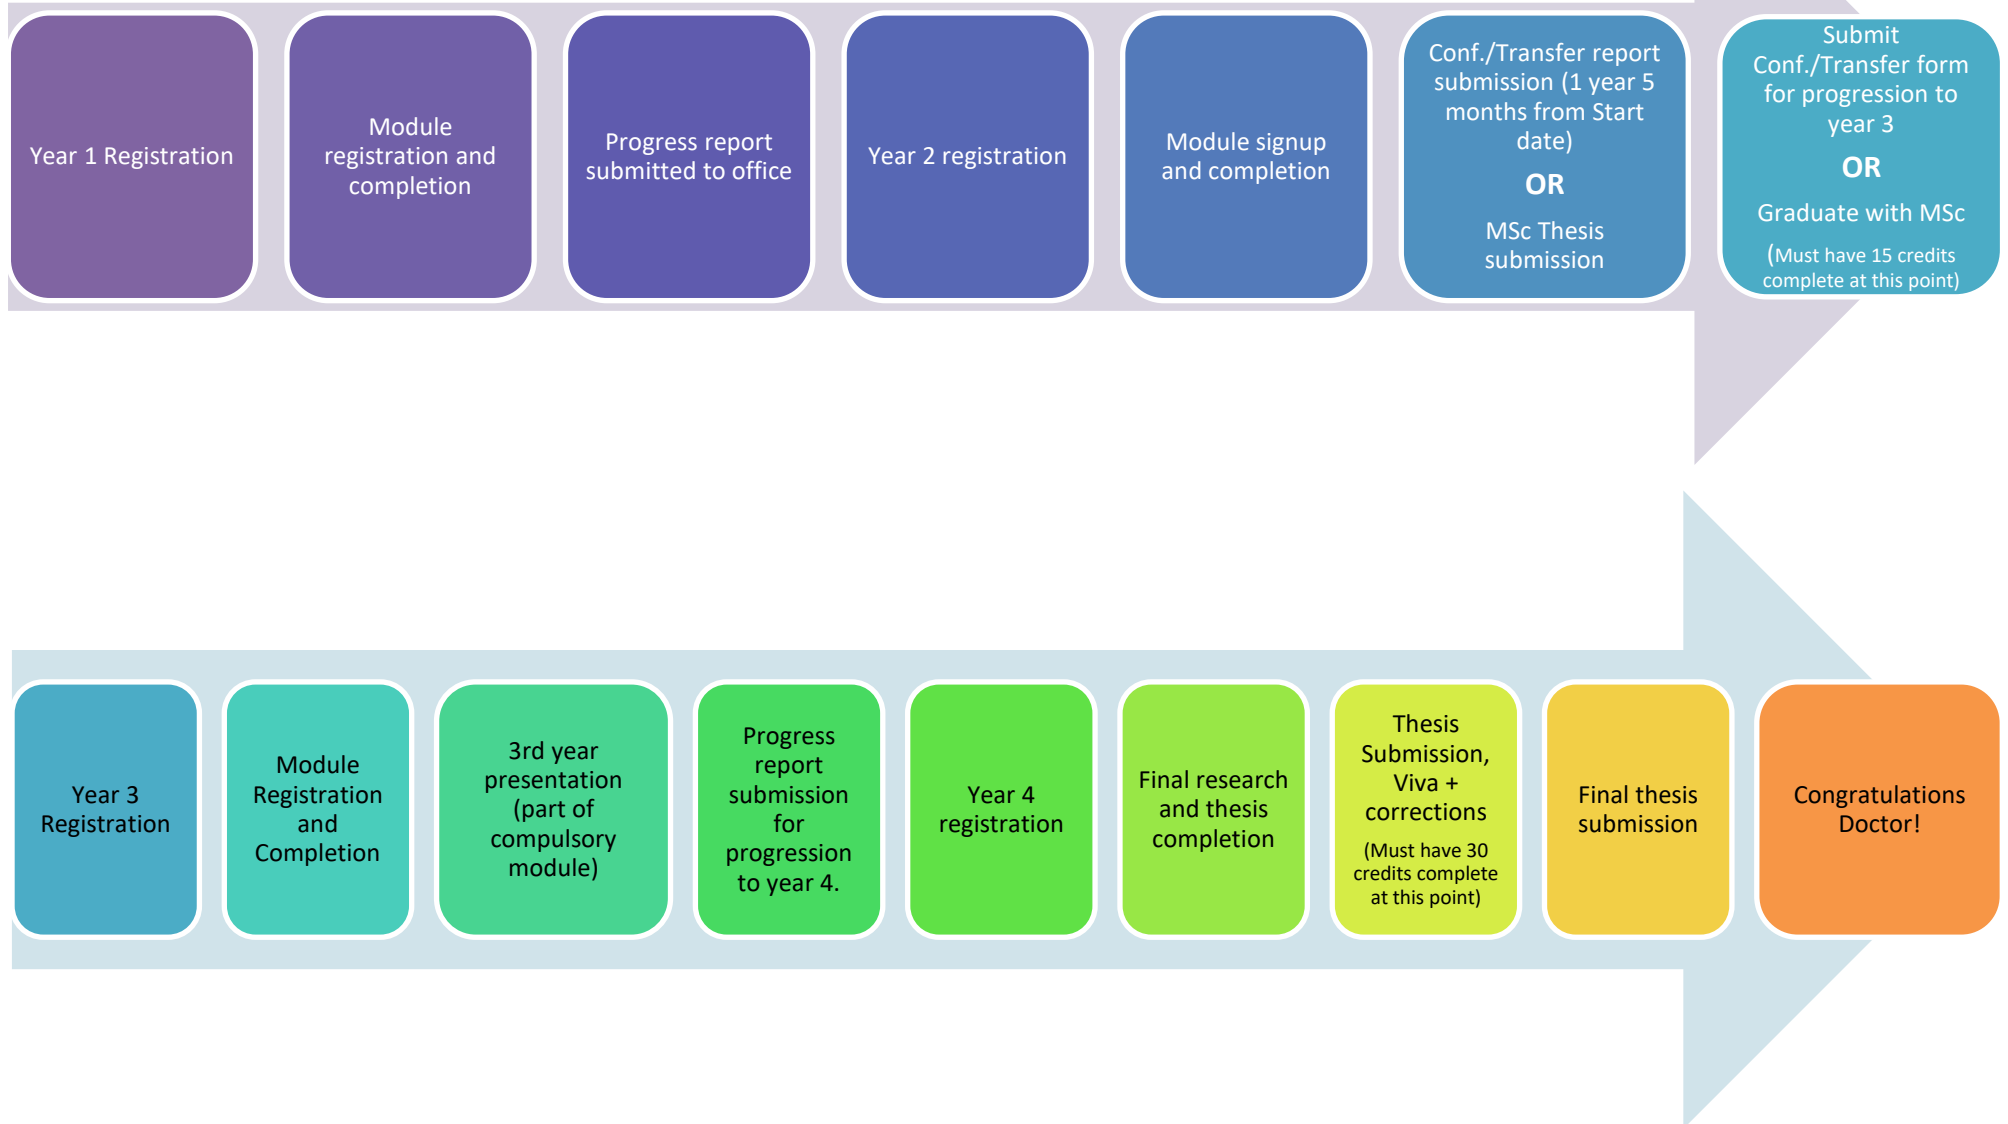 Year 1 Registration
Module
registration and
completion
Progress report
submitted to office
Year 2 registration
Module signup
and completion
Conf./Transfer report
submission (1 year 5
months from Start
date)
OR
MSc Thesis
submission
Submit
Conf./Transfer form
for progression to
year 3
OR
Graduate with MSc
(Must have 15 credits
complete at this point)
Year 3
Registration
Module
Registration
and
Completion
3rd year
presentation
(part of
compulsory
module)
Progress
report
submission
for
progression
to year 4.
Year 4
registration
Final research
and thesis
completion
Thesis
Submission,
Viva +
corrections
(Must have 30
credits complete
at this point)
Final thesis
submission
Congratulations
Doctor!